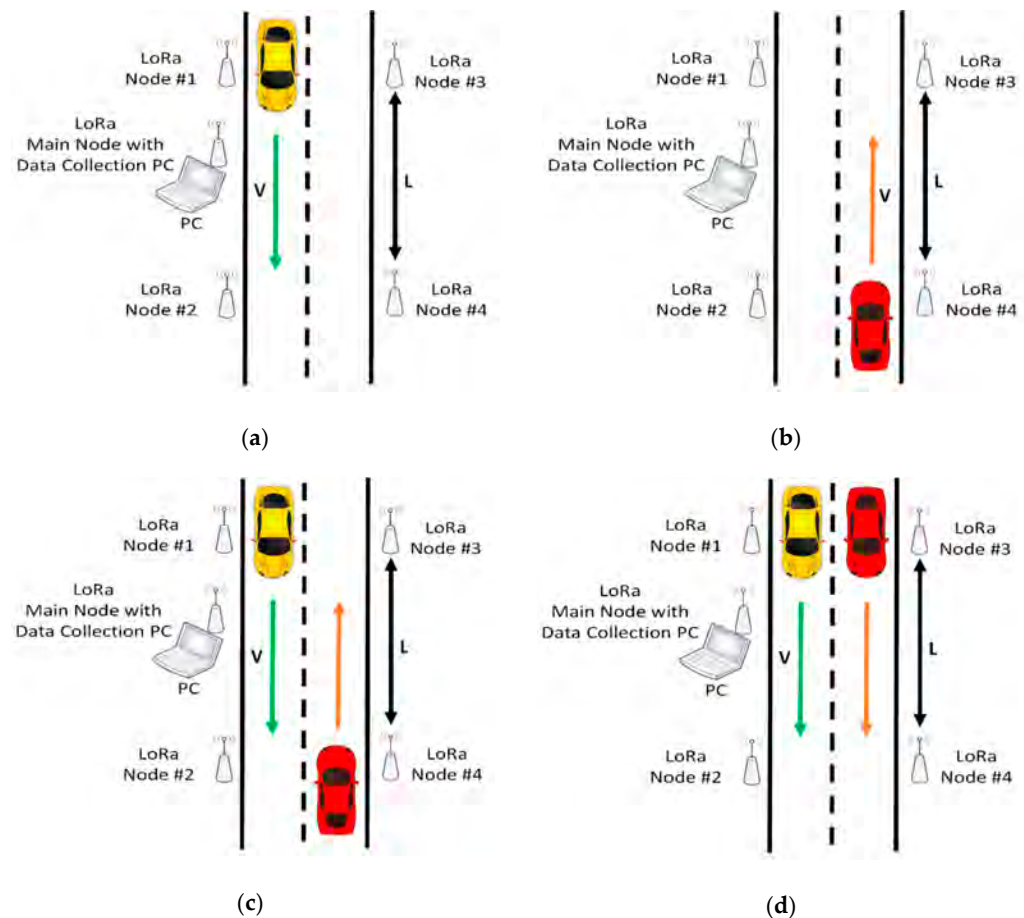 LoRa
Node #1
LoRa
Main Node with
Data Collection PC
PC
V
LoRa
Node #2
LoRa
Node #3
L
LoRa
Node #4
(a)
LoRa
Node #1
LoRa
Main Node with
Data Collection PC
PC
LoRa
Node #2
V
LoRa
Node #3
L
LoRa
Node #4
(b)
LoRa
Node #1
LoRa
Main Node with
Data Collection PC
PC
V
LoRa
Node #2
LoRa
Node #3
L
LoRa
Node #4
(c)
LoRa
Node #1
LoRa
Main Node with
Data Collection PC
PC
V
LoRa
Node #2
LoRa
Node #3
L
LoRa
Node #4
(d)